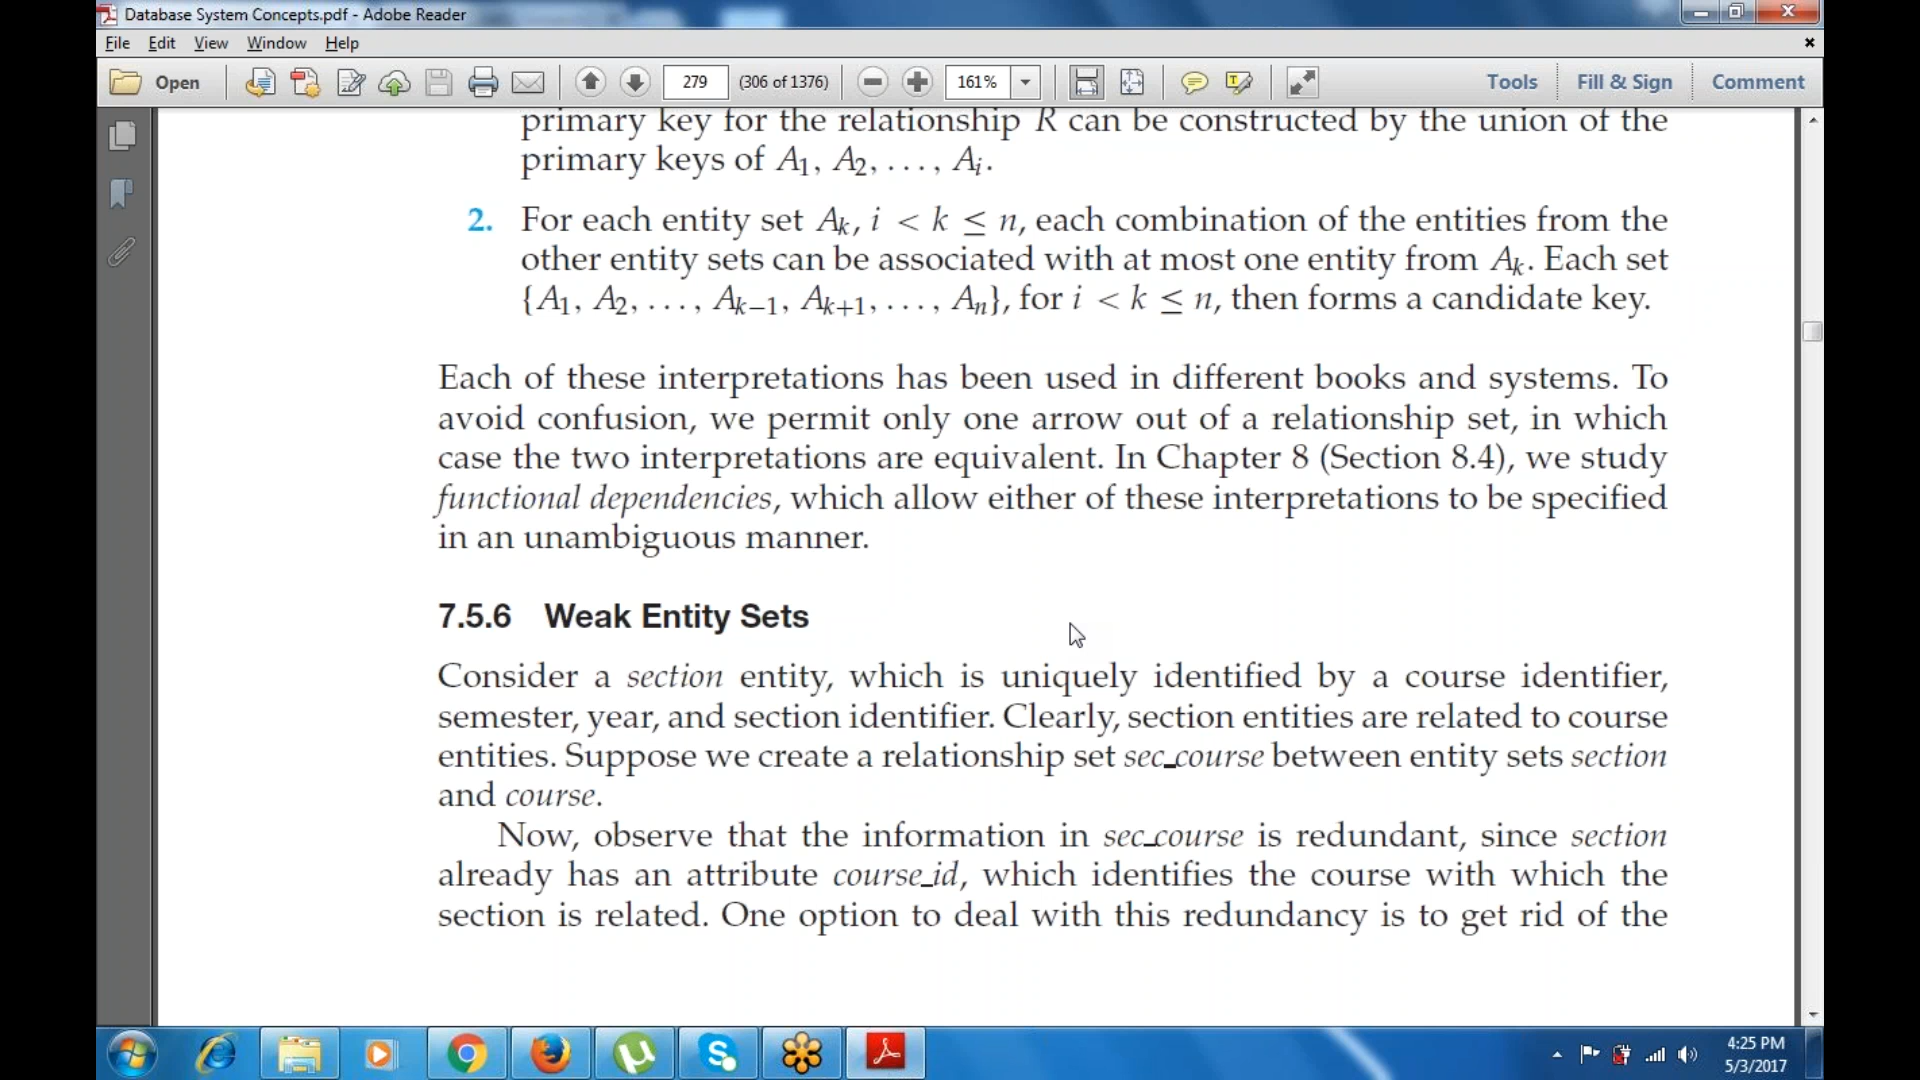 Database System Concepts.pdf - Adobe Reader
File Edit View Window Help
Open 279 (306 of 1376) 161% Tools Fill & Sign Comment
primary key for the relationship R can be constructed by the union of the
primary keys of A1, A2, . . . , Ai.
2. For each entity set Ak, i < k ≤ n, each combination of the entities from the
other entity sets can be associated with at most one entity from Ak. Each set
{A1, A2, . . . , Ak−1, Ak+1, . . . , An}, for i < k ≤ n, then forms a candidate key.
Each of these interpretations has been used in different books and systems. To
avoid confusion, we permit only one arrow out of a relationship set, in which
case the two interpretations are equivalent. In Chapter 8 (Section 8.4), we study
functional dependencies, which allow either of these interpretations to be specified
in an unambiguous manner.
7.5.6 Weak Entity Sets
Consider a section entity, which is uniquely identified by a course identifier,
semester, year, and section identifier. Clearly, section entities are related to course
entities. Suppose we create a relationship set sec_course between entity sets section
and course.
Now, observe that the information in sec_course is redundant, since section
already has an attribute course_id, which identifies the course with which the
section is related. One option to deal with this redundancy is to get rid of the
4:25 PM
5/3/2017